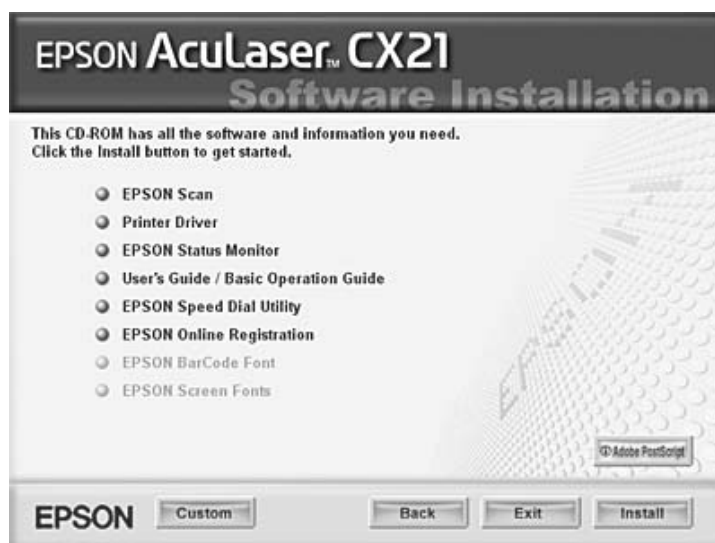 EPSON AcuLaser™ CX21
Software Installation
This CD-ROM has all the software and information you need.
Click the Install button to get started.
EPSON Scan
Printer Driver
EPSON Status Monitor
User's Guide / Basic Operation Guide
EPSON Speed Dial Utility
EPSON Online Registration
EPSON BarCode Font
EPSON Screen Fonts
EPSON
Adobe PostScript
EPSON
Custom
Back
Exit
Install